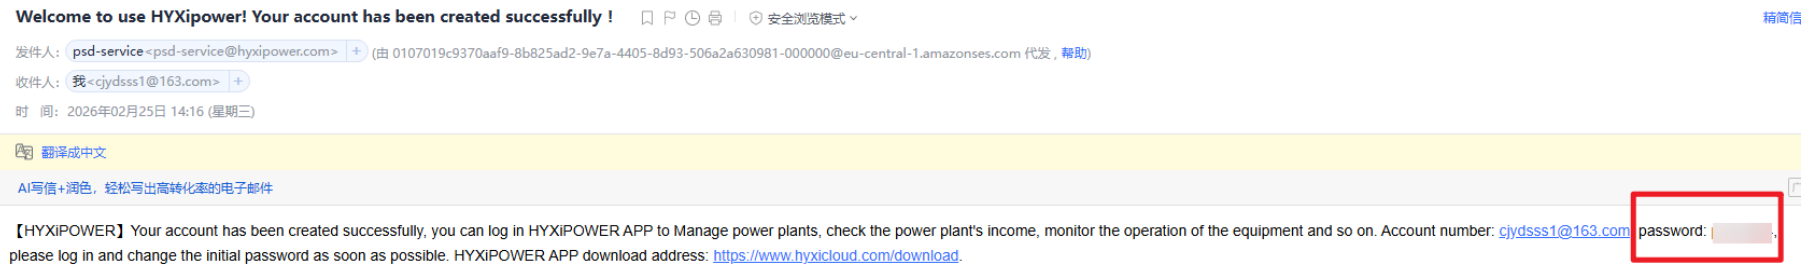 Welcome to use HYXipower! Your account has been created successfully !
安全浏览模式
精简信
发件人： psd-service<psd-service@hyxipower.com> + (由 0107019c9370aaf9-8b825ad2-9e7a-4405-8d93-506a2a630981-000000@eu-central-1.amazonses.com 代发 , 帮助)
收件人： 我<cjydsss1@163.com> +
时 间： 2026年02月25日 14:16 (星期三)
翻译成中文
AI写信+润色，轻松写出高转化率的电子邮件
【HYXiPOWER】Your account has been created successfully, you can log in HYXiPOWER APP to Manage power plants, check the power plant's income, monitor the operation of the equipment and so on. Account number: cjydsss1@163.com, password:
please log in and change the initial password as soon as possible. HYXiPOWER APP download address: https://www.hyxicloud.com/download.